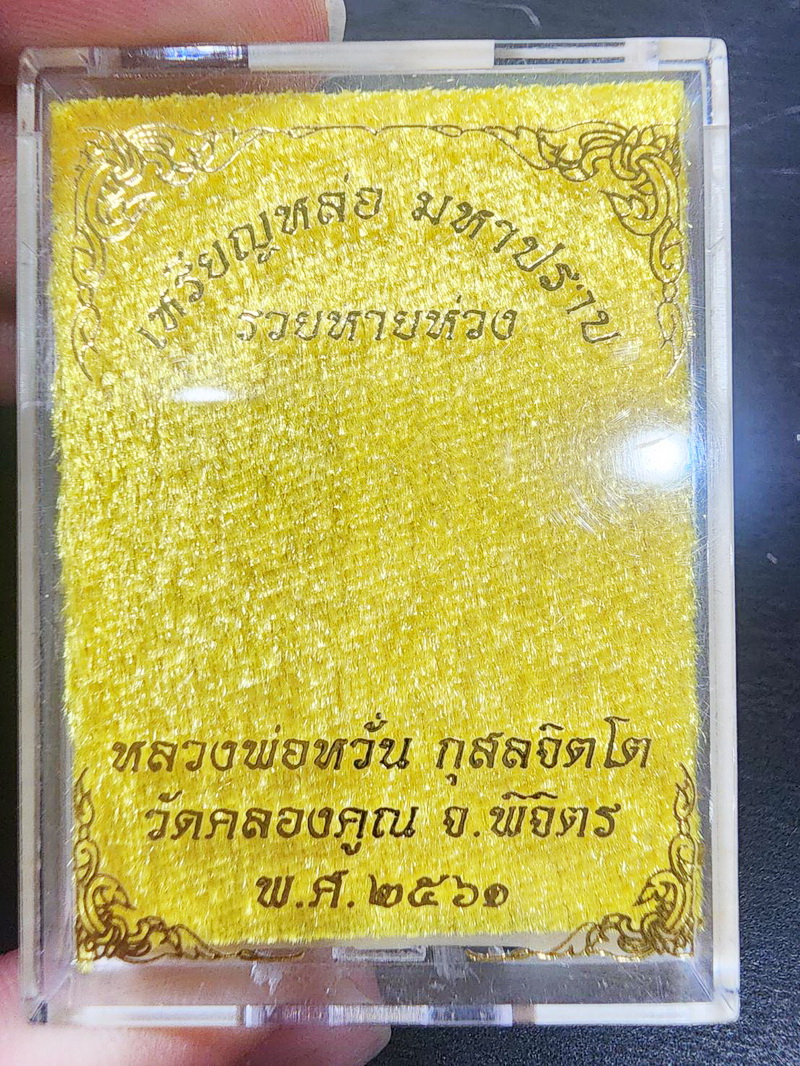 เหรียญหล่อ มหาปราบ
รวยหายห่วง
หลวงพ่อหวั่น กุสลจิตโต
วัดคลองคูณ จ.พิจิตร
พ.ศ.๒๕๖๑